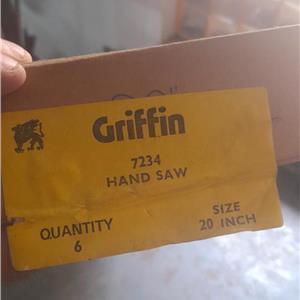 Griffin
7234
HAND SAW
QUANTITY
6
SIZE
20 INCH